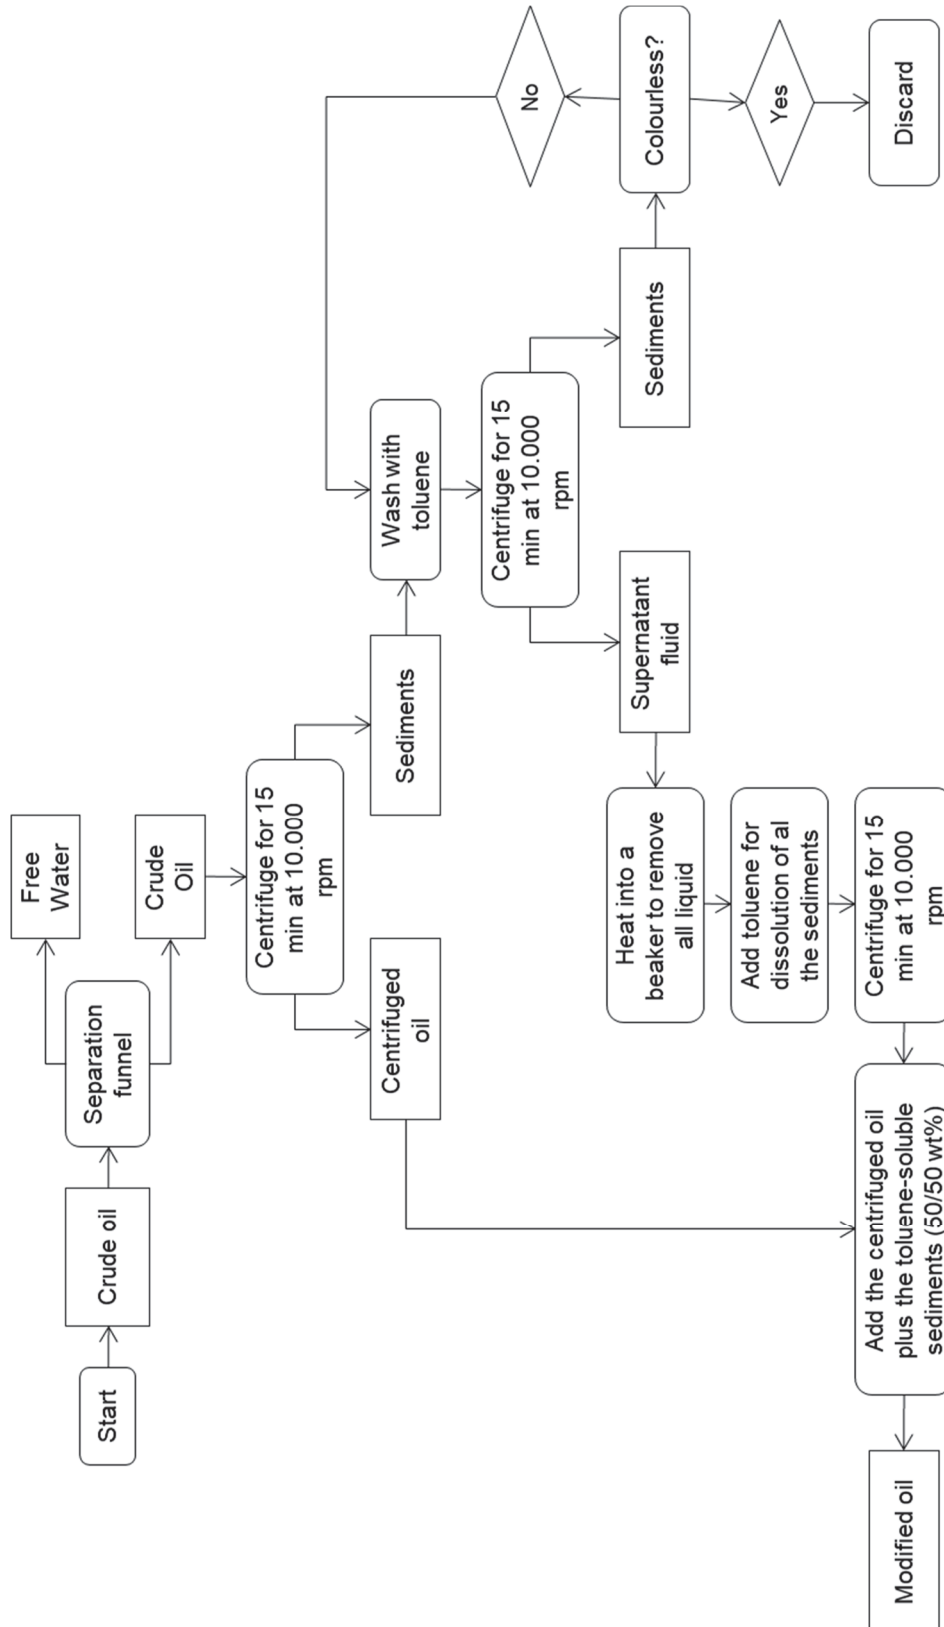 Start
Crude oil
Separation
funnel
Free
Water
Crude
Oil
Centrifuge for 15
min at 10.000
rpm
Centrifuged
oil
Sediments
Wash with
toluene
Centrifuge for 15
min at 10.000
rpm
Supernatant
fluid
Sediments
Colourless?
No
Yes
Discard
Heat into a
beaker to remove
all liquid
Add toluene for
dissolution of al
the sediments
Centrifuge for 15
min at 10.000
rpm
Add the centrifuged oil
plus the toluene-soluble
sediments (50/50 wt%)
Modified oil